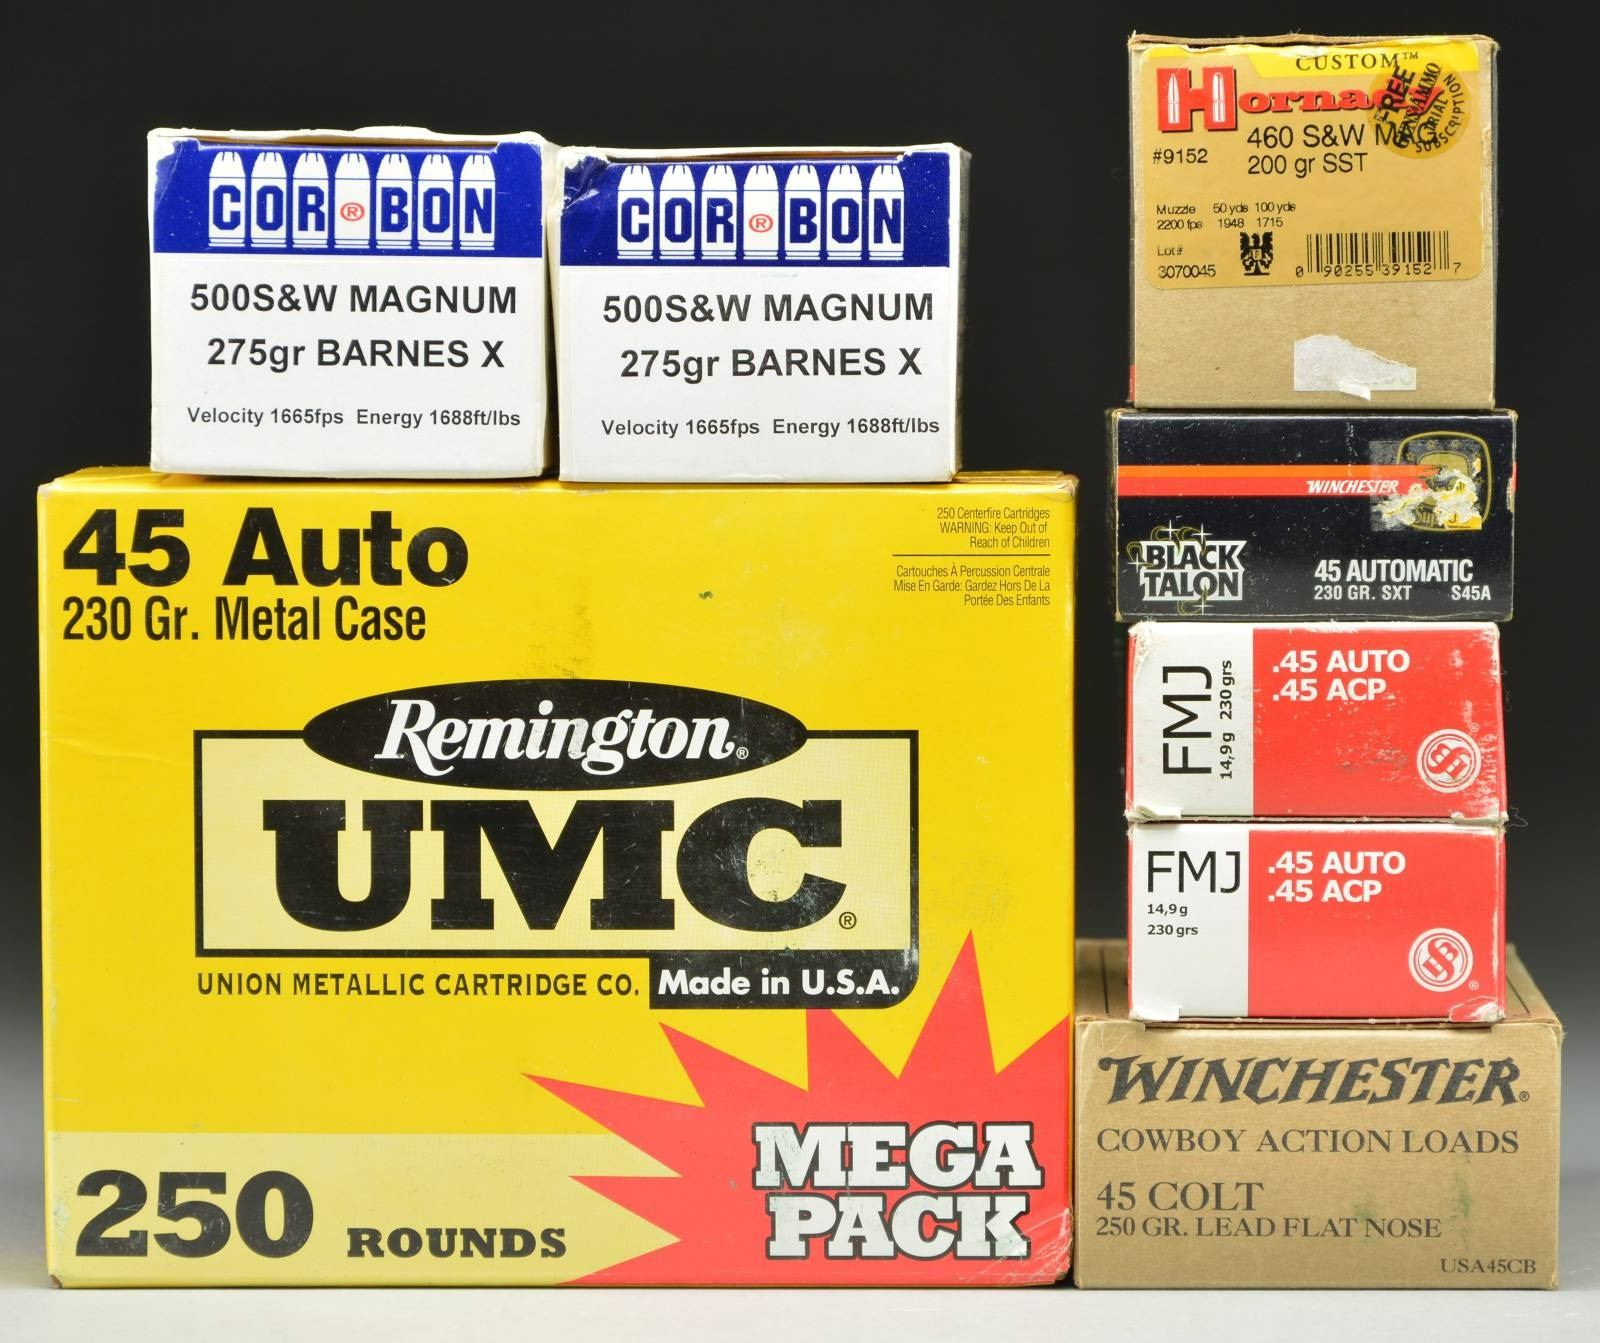 COR®BON
500S&W MAGNUM
275gr BARNES X
Velocity 1665fps Energy 1688ft/lbs
COR®BON
500S&W MAGNUM
275gr BARNES X
Velocity 1665fps Energy 1688ft/lbs
45 Auto
230 Gr. Metal Case
250 Centerfire Cartridges
WARNING: Keep Out of
Reach of Children
Cartouches À Percussion Centrale
Mise En Garde: Gardez Hors De La
Portée Des Enfants
Remington®
UMC®
UNION METALLIC CARTRIDGE CO. Made in U.S.A.
MEGA
PACK
250 ROUNDS
CUSTOM™
Hornady
FREE
SUBSCRIPTION
460 S&W MAG
#9152
200 gr SST
Muzzle 50 yds 100 yds
2200 fps 1948 1715
Lot#
3070045
0 90255 39152 7
WINCHESTER
BLACK
TALON
45 AUTOMATIC
230 GR. SXT S45A
FMJ
14,9g 230 grs
.45 AUTO
.45 ACP
FMJ
14,9g
230 grs
.45 AUTO
.45 ACP
WINCHESTER®
COWBOY ACTION LOADS
45 COLT
250 GR. LEAD FLAT NOSE
USA45CB